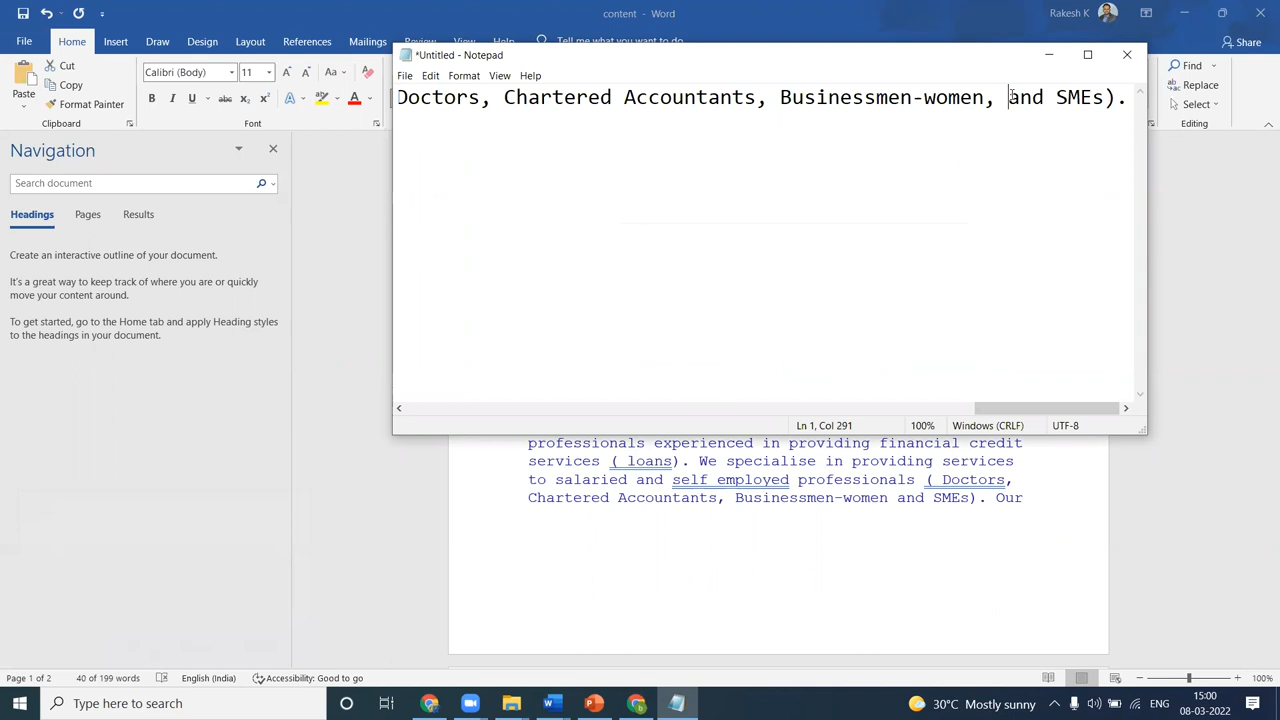 content - Word
Rakesh K
File Home Insert Draw Design Layout References Mailings Review View Help Tell me what you want to do
Share
Paste
Cut
Copy
Format Painter
Clipboard
Calibri (Body) 11
Font
Find
Replace
Select
Editing
*Untitled - Notepad
File Edit Format View Help
Doctors, Chartered Accountants, Businessmen-women, and SMEs).
Ln 1, Col 291 100% Windows (CRLF) UTF-8
Navigation
Search document
Headings Pages Results
Create an interactive outline of your document.
It's a great way to keep track of where you are or quickly
move your content around.
To get started, go to the Home tab and apply Heading styles
to the headings in your document.
professionals experienced in providing financial credit
services ( loans). We specialise in providing services
to salaried and self employed professionals ( Doctors,
Chartered Accountants, Businessmen-women and SMEs). Our
Page 1 of 2 40 of 199 words English (India) Accessibility: Good to go 100%
Type here to search
30°C Mostly sunny
ENG
15:00
08-03-2022